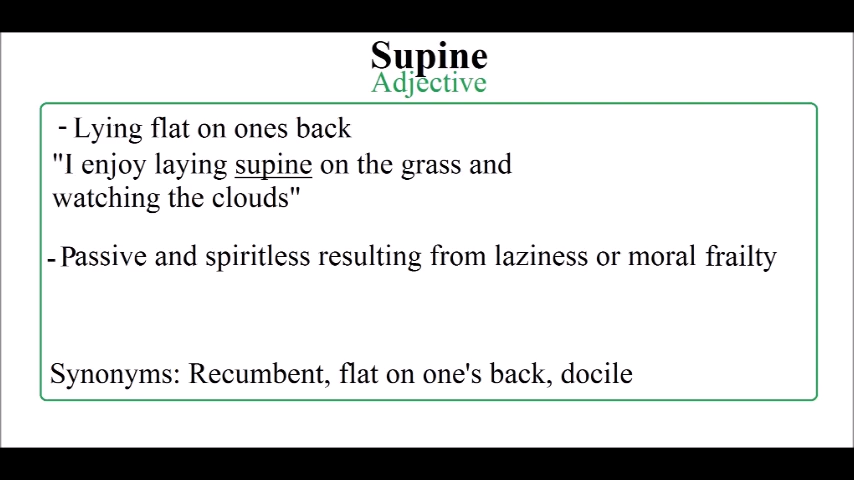 Supine
Adjective
- Lying flat on ones back
"I enjoy laying supine on the grass and
watching the clouds"
- Passive and spiritless resulting from laziness or moral frailty
Synonyms: Recumbent, flat on one's back, docile